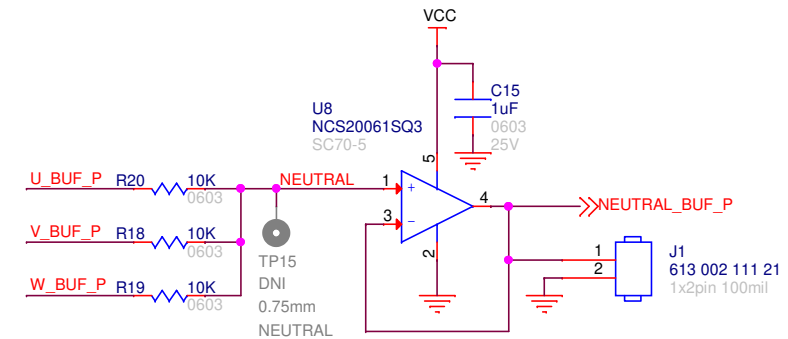 VCC
C15
1uF
0603
25V
U8
NCS20061SQ3
SC70-5
5
U_BUF_P R20 10K
0603
NEUTRAL
1
+
4
NEUTRAL_BUF_P
3
−
V_BUF_P R18 10K
0603
2
TP15
DNI
0.75mm
NEUTRAL
W_BUF_P R19 10K
0603
1
2
J1
613 002 111 21
1x2pin 100mil